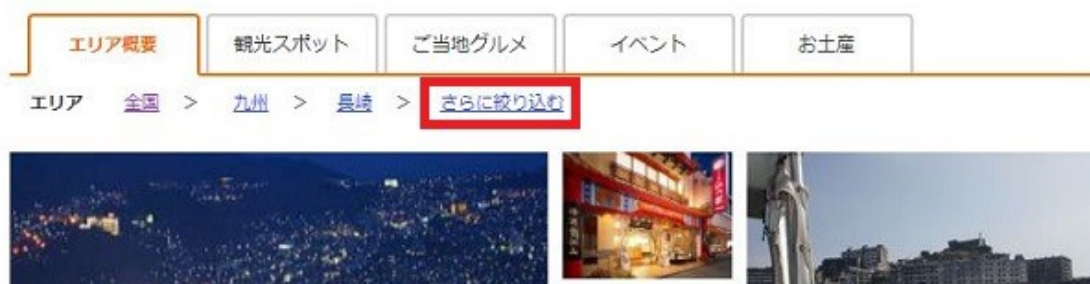 エリア概要 観光スポット ご当地グルメ イベント お土産
エリア 全国 > 九州 > 長崎 > さらに絞り込む